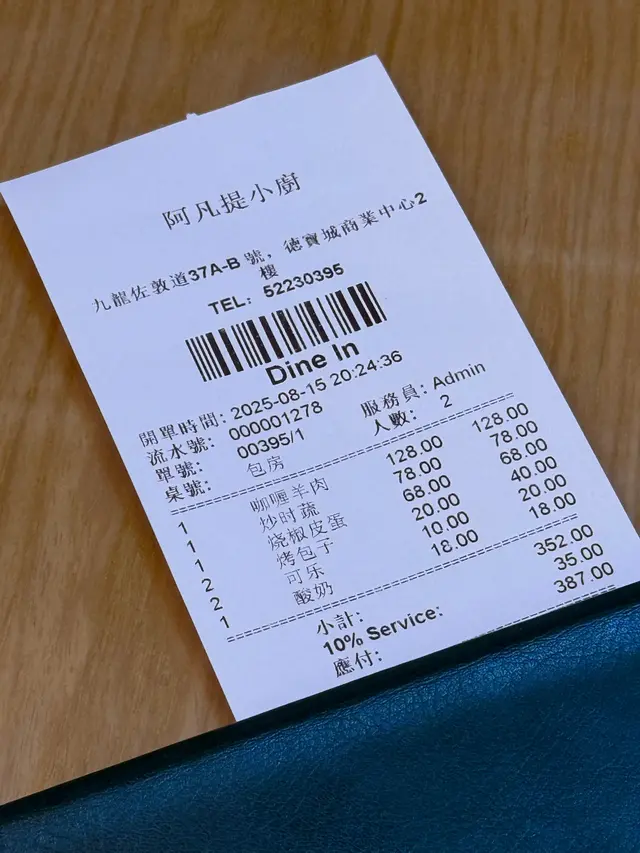 阿凡提小廚
九龍佐敦道37A-B 號，德寶城商業中心2
樓
TEL: 52230395
Dine In
開單時間: 2025-08-15 20:24:36
流水號: 000001278 服務員: Admin
單號: 00395/1 人數: 2
桌號: 包房
1 咖喱羊肉 128.00 128.00
1 炒时蔬 78.00 78.00
1 烧椒皮蛋 68.00 68.00
2 烤包子 20.00 40.00
2 可乐 10.00 20.00
1 酸奶 18.00 18.00
小計: 352.00
10% Service: 35.00
應付: 387.00